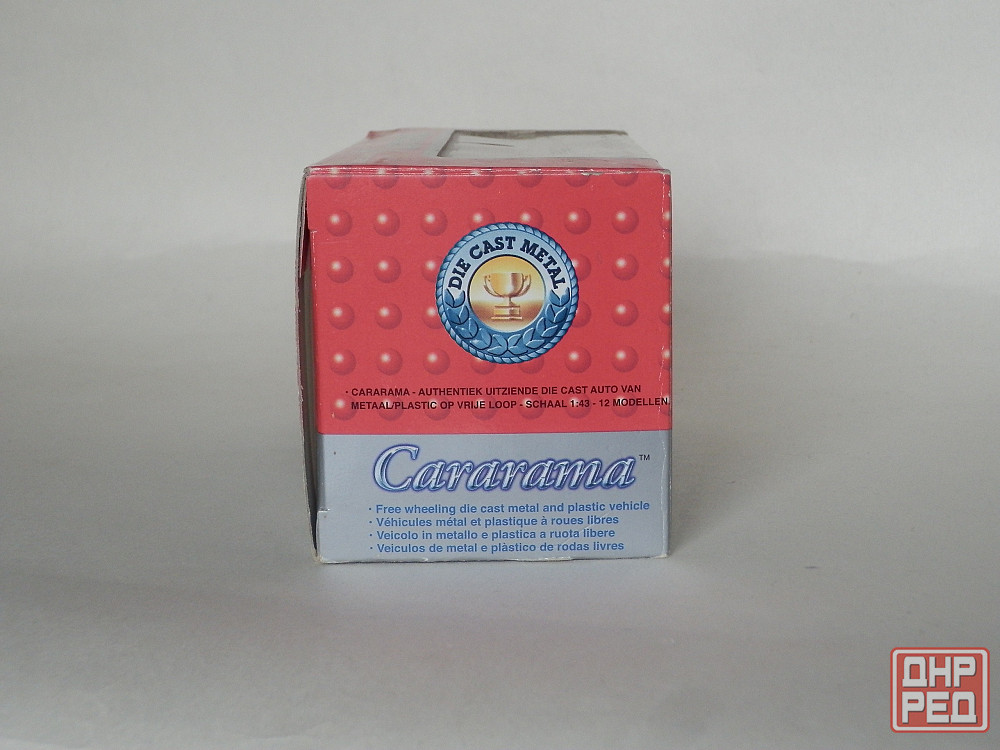 DIE CAST METAL
· CARARAMA - AUTHENTIEK UITZIENDE DIE CAST AUTO VAN
METAAL/PLASTIC OP VRIJE LOOP - SCHAAL 1:43 - 12 MODELLEN.
Cararama™
· Free wheeling die cast metal and plastic vehicle
· Véhicules métal et plastique à roues libres
· Veicolo in metallo e plastica a ruota libere
· Veiculos de metal e plàstico de rodas livres
ДНР
РЕД